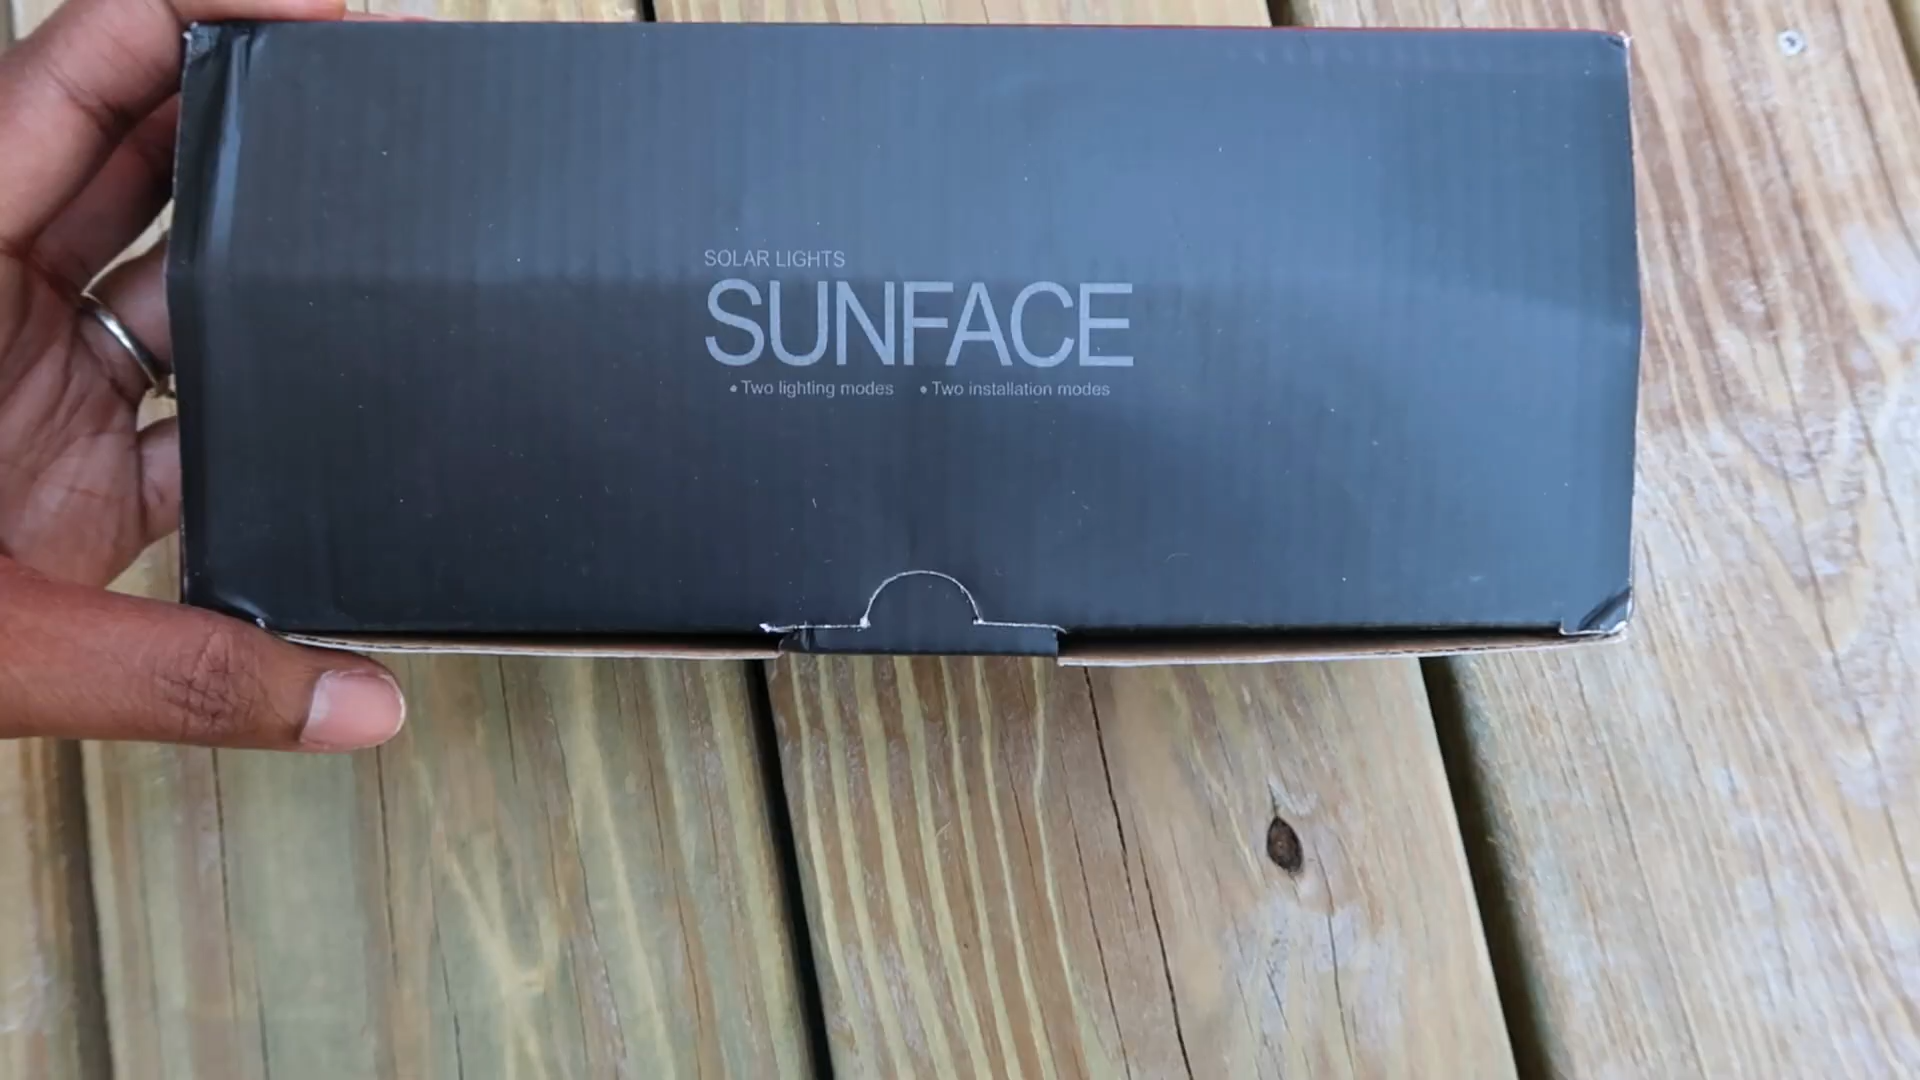 SOLAR LIGHTS
SUNFACE
• Two lighting modes • Two installation modes